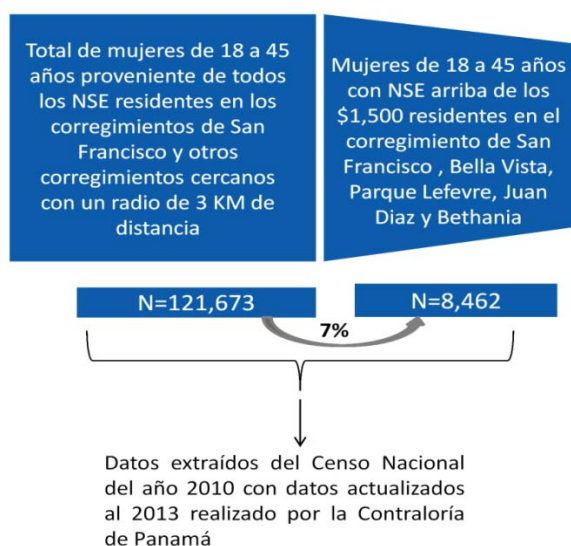 Total de mujeres de 18 a 45
años proveniente de todos
los NSE residentes en los
corregimientos de San
Francisco y otros
corregimientos cercanos
con un radio de 3 KM de
distancia
Mujeres de 18 a 45 años
con NSE arriba de los
$1,500 residentes en el
corregimiento de San
Francisco , Bella Vista,
Parque Lefevre, Juan
Diaz y Bethania
N=121,673
N=8,462
7%
Datos extraídos del Censo Nacional
del año 2010 con datos actualizados
al 2013 realizado por la Contraloría
de Panamá